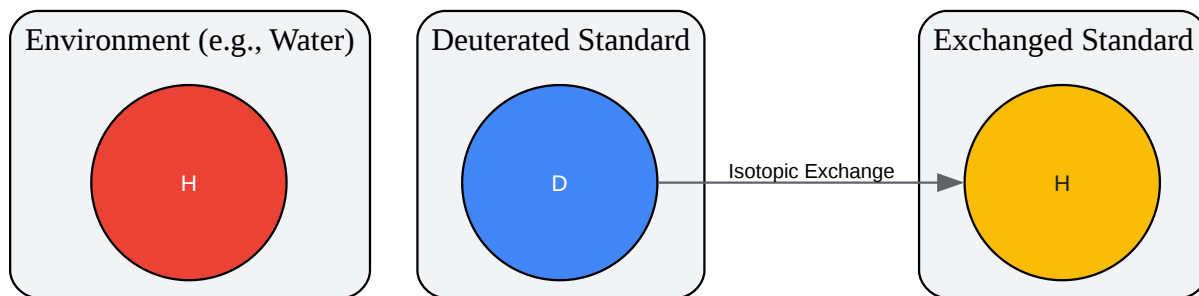 Environment (e.g., Water)
H
Deuterated Standard
D
Isotopic Exchange
Exchanged Standard
H